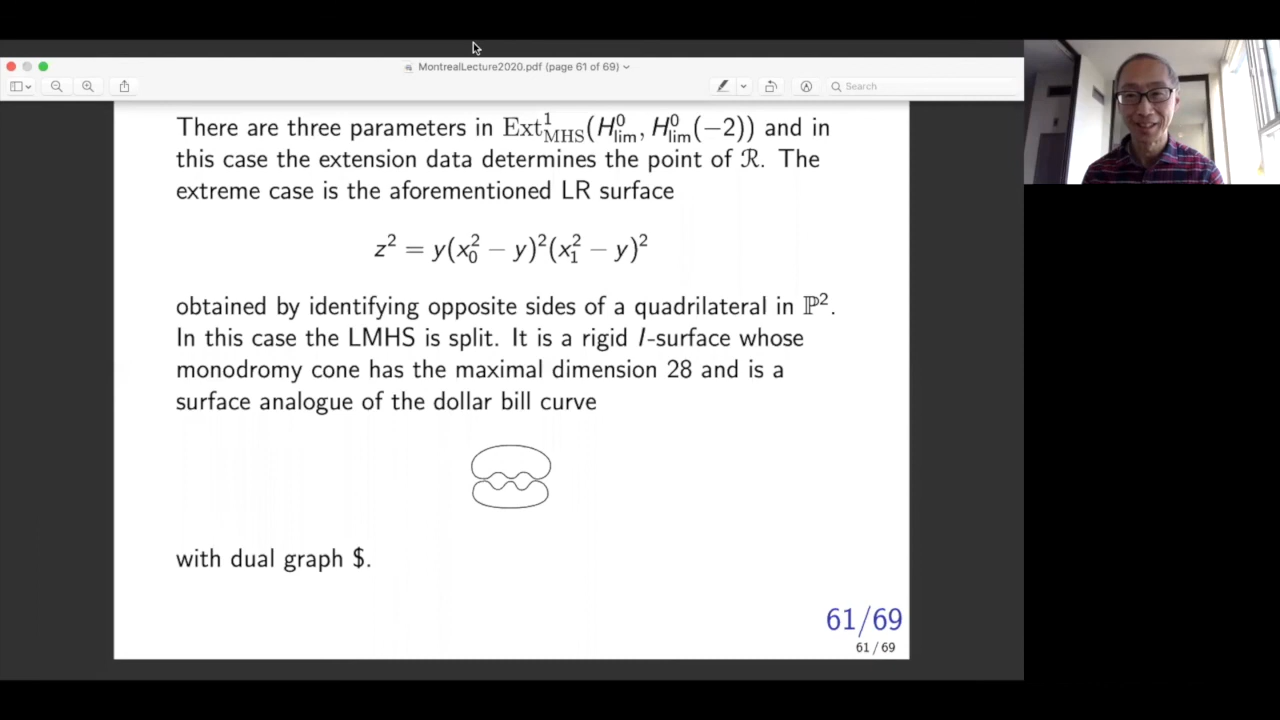 MontrealLecture2020.pdf (page 61 of 69)
Search
There are three parameters in Ext¹_MHS(H⁰_lim, H⁰_lim(−2)) and in
this case the extension data determines the point of ℛ. The
extreme case is the aforementioned LR surface
z² = y(x₀² − y)²(x₁² − y)²
obtained by identifying opposite sides of a quadrilateral in ℙ².
In this case the LMHS is split. It is a rigid I-surface whose
monodromy cone has the maximal dimension 28 and is a
surface analogue of the dollar bill curve
with dual graph $.
61/69
61 / 69